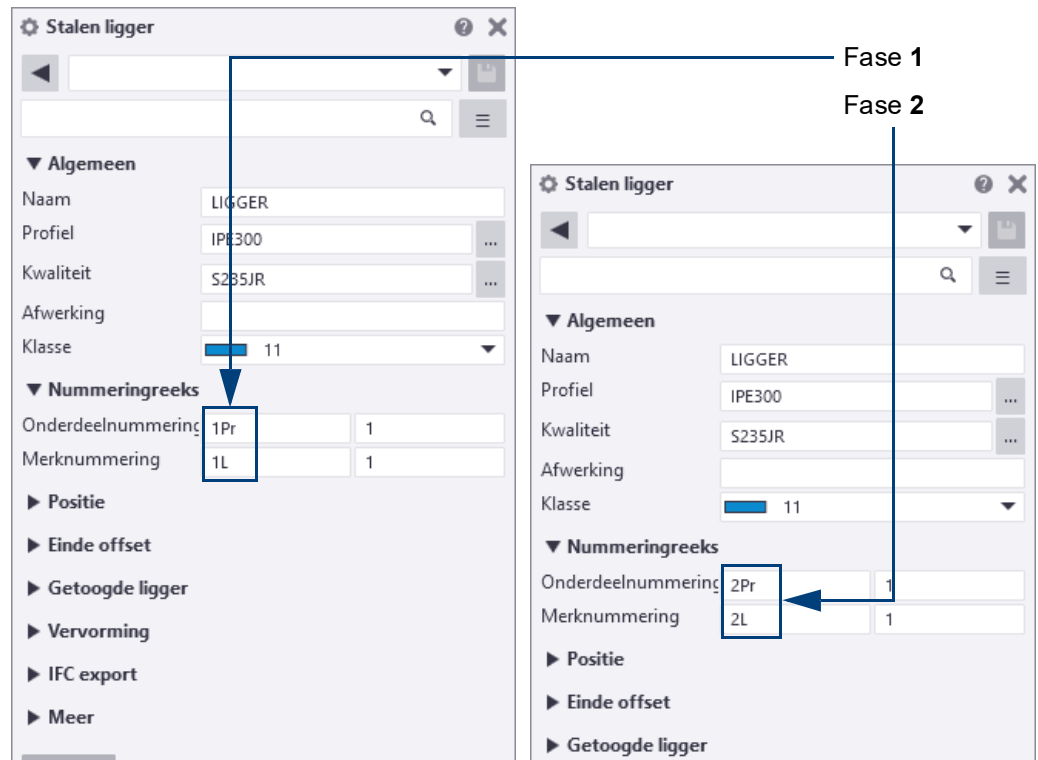 Stalen ligger
Fase 1
Fase 2
Algemeen
Naam LIGGER
Profiel IPE300 ...
Kwaliteit S235JR ...
Afwerking
Klasse 11
Nummeringreeks
Onderdeelnummering 1Pr 1
Merknummering 1L 1
Positie
Einde offset
Getoogde ligger
Vervorming
IFC export
Meer
Stalen ligger
Algemeen
Naam LIGGER
Profiel IPE300 ...
Kwaliteit S235JR ...
Afwerking
Klasse 11
Nummeringreeks
Onderdeelnummering 2Pr 1
Merknummering 2L 1
Positie
Einde offset
Getoogde ligger